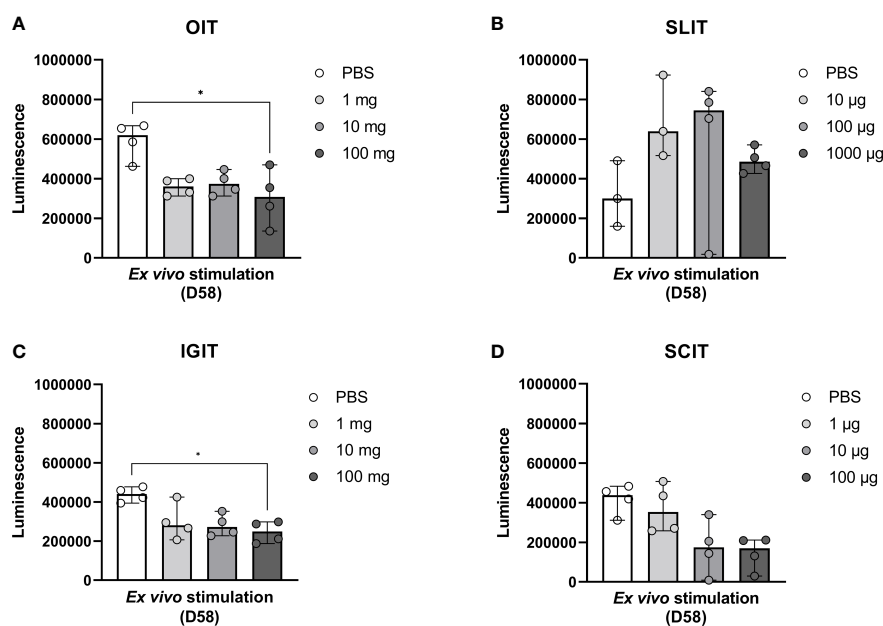 A
OIT
Luminescence
1000000
800000
600000
400000
200000
0
*
Ex vivo stimulation
(D58)
PBS
1 mg
10 mg
100 mg
B
SLIT
Luminescence
1000000
800000
600000
400000
200000
0
Ex vivo stimulation
(D58)
PBS
10 µg
100 µg
1000 µg
C
IGIT
Luminescence
1000000
800000
600000
400000
200000
0
*
Ex vivo stimulation
(D58)
PBS
1 mg
10 mg
100 mg
D
SCIT
Luminescence
1000000
800000
600000
400000
200000
0
Ex vivo stimulation
(D58)
PBS
1 µg
10 µg
100 µg